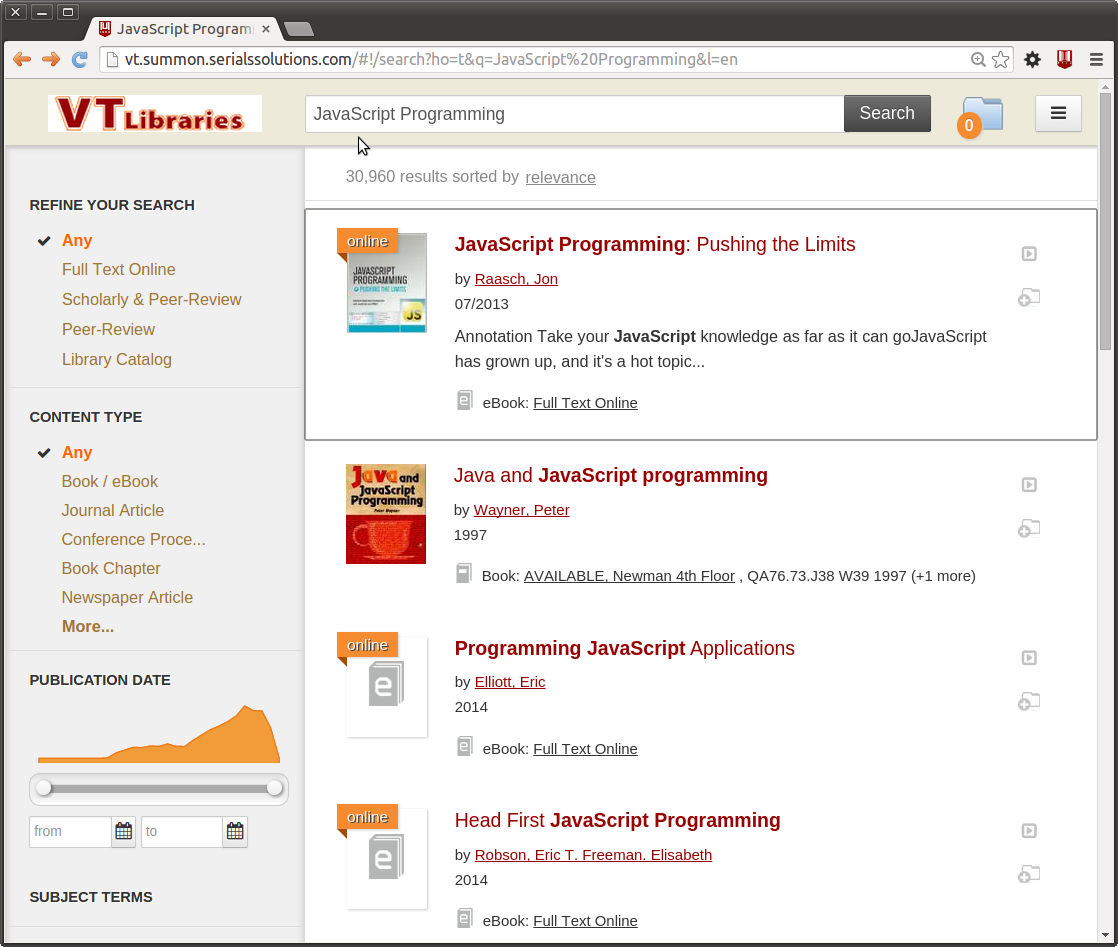 JavaScript Program
vt.summon.serialssolutions.com/#!/search?ho=t&q=JavaScript%20Programming&l=en
VT Libraries
JavaScript Programming
Search
0
30,960 results sorted by relevance
REFINE YOUR SEARCH
Any
Full Text Online
Scholarly & Peer-Review
Peer-Review
Library Catalog
CONTENT TYPE
Any
Book / eBook
Journal Article
Conference Proce...
Book Chapter
Newspaper Article
More...
PUBLICATION DATE
from
to
SUBJECT TERMS
online
JAVASCRIPT
PROGRAMMING
PUSHING THE LIMITS
JS
JavaScript Programming: Pushing the Limits
by Raasch, Jon
07/2013
Annotation Take your JavaScript knowledge as far as it can goJavaScript
has grown up, and it's a hot topic...
eBook: Full Text Online
Java and
JavaScript
Programming
Peter Wayner
Java and JavaScript programming
by Wayner, Peter
1997
Book: AVAILABLE, Newman 4th Floor , QA76.73.J38 W39 1997 (+1 more)
online
Programming JavaScript Applications
by Elliott, Eric
2014
eBook: Full Text Online
online
Head First JavaScript Programming
by Robson, Eric T. Freeman. Elisabeth
2014
eBook: Full Text Online